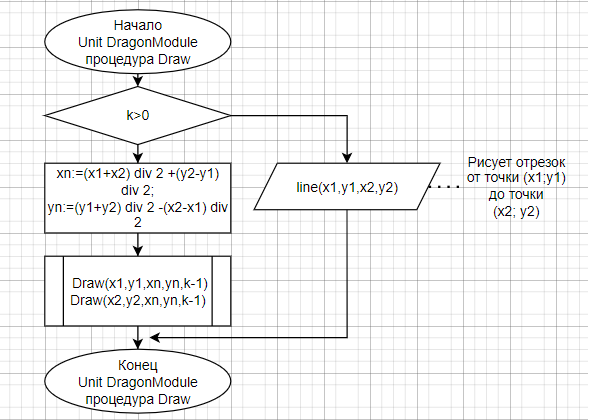 Начало
Unit DragonModule
процедура Draw
k>0
xn:=(x1+x2) div 2 +(y2-y1)
div 2;
yn:=(y1+y2) div 2 -(x2-x1) div
2
line(x1,y1,x2,y2)
Рисует отрезок
от точки (x1;y1)
до точки
(x2; y2)
Draw(x1,y1,xn,yn,k-1)
Draw(x2,y2,xn,yn,k-1)
Конец
Unit DragonModule
процедура Draw